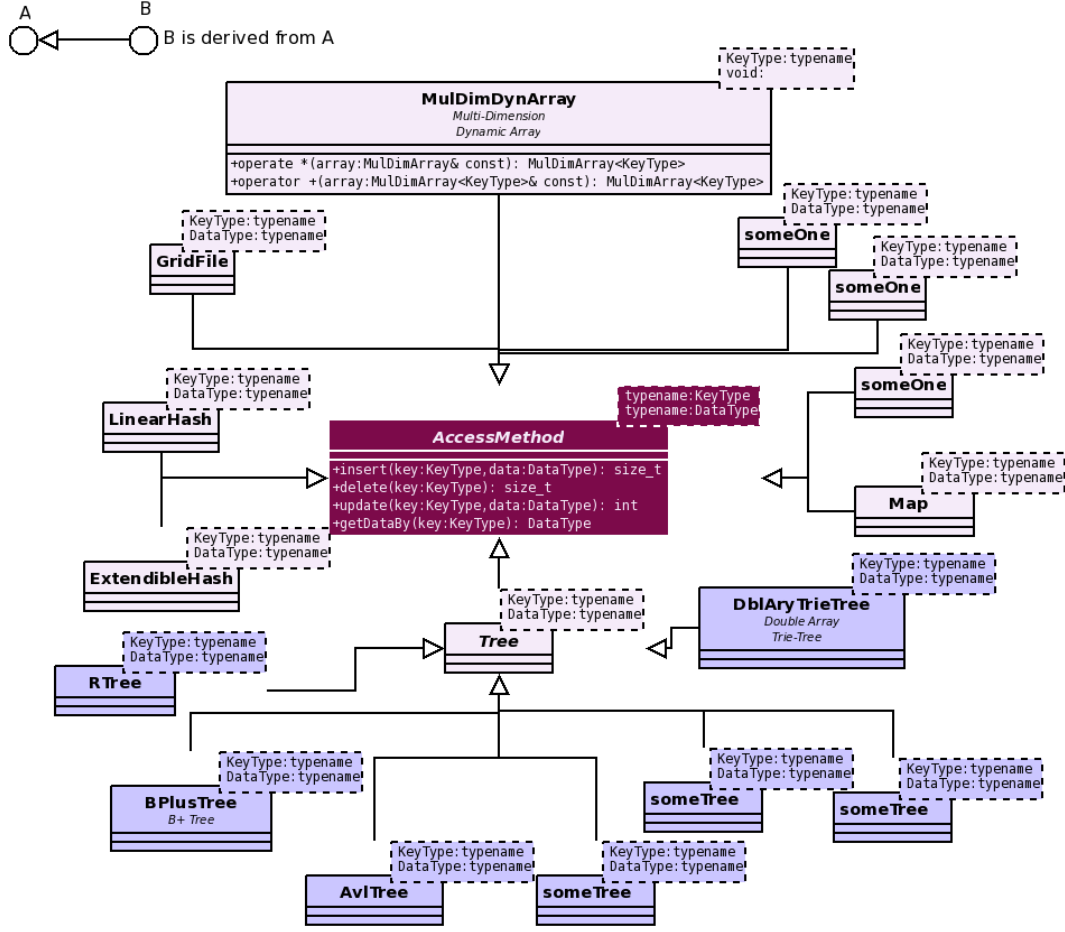 A
B
B is derived from A
KeyType:typename
void:
MulDimDynArray
Multi-Dimension
Dynamic Array
+operate *(array:MulDimArray& const): MulDimArray<KeyType>
+operator +(array:MulDimArray<KeyType>& const): MulDimArray<KeyType>
KeyType:typename
DataType:typename
GridFile
KeyType:typename
DataType:typename
someOne
KeyType:typename
DataType:typename
someOne
KeyType:typename
DataType:typename
someOne
KeyType:typename
DataType:typename
LinearHash
typename:KeyType
typename:DataType
AccessMethod
+insert(key:KeyType,data:DataType): size_t
+delete(key:KeyType): size_t
+update(key:KeyType,data:DataType): int
+getDataBy(key:KeyType): DataType
KeyType:typename
DataType:typename
Map
KeyType:typename
DataType:typename
ExtendibleHash
KeyType:typename
DataType:typename
DblAryTrieTree
Double Array
Trie-Tree
KeyType:typename
DataType:typename
Tree
KeyType:typename
DataType:typename
RTree
KeyType:typename
DataType:typename
BPlusTree
B+ Tree
KeyType:typename
DataType:typename
someTree
KeyType:typename
DataType:typename
someTree
KeyType:typename
DataType:typename
AvlTree
KeyType:typename
DataType:typename
someTree